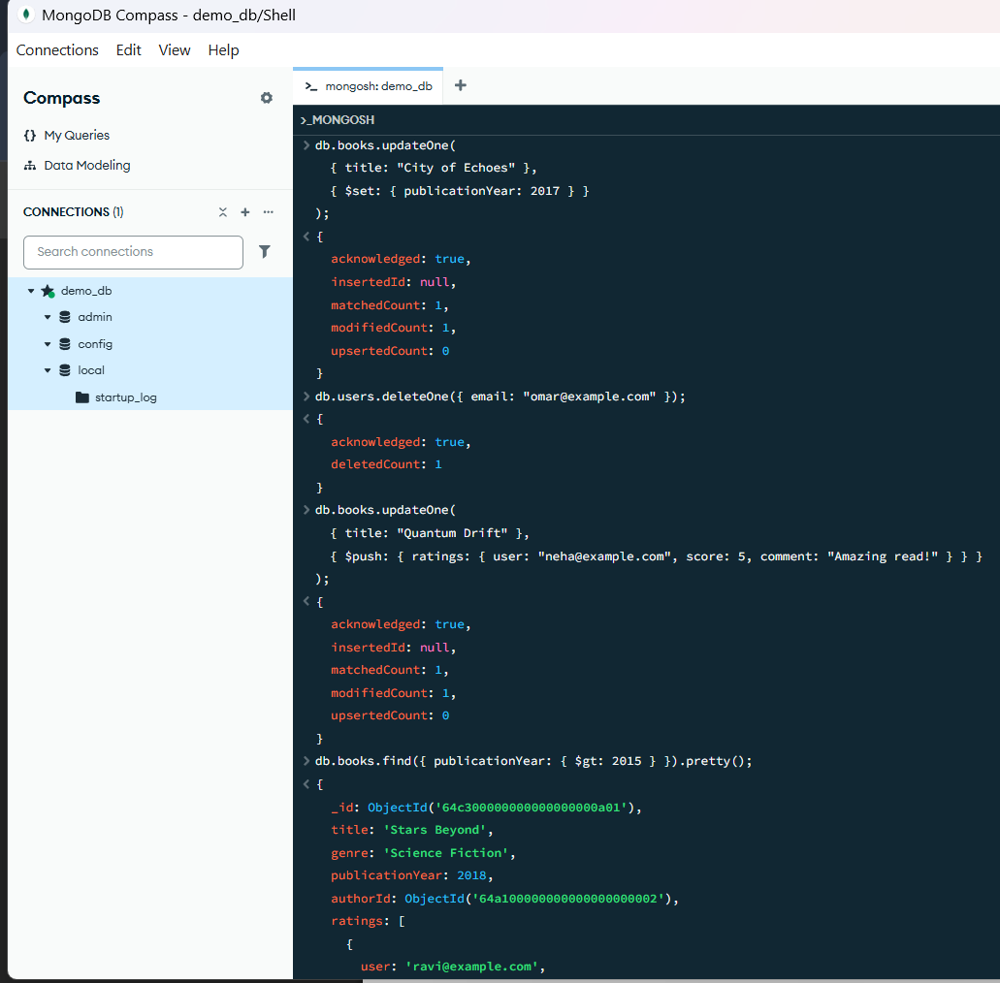 MongoDB Compass - demo_db/Shell
Connections Edit View Help
Compass
My Queries
Data Modeling
CONNECTIONS (1)
Search connections
demo_db
admin
config
local
startup_log
>_ mongosh: demo_db +
>_MONGOSH
> db.books.updateOne(
{ title: "City of Echoes" },
{ $set: { publicationYear: 2017 } }
);
< {
acknowledged: true,
insertedId: null,
matchedCount: 1,
modifiedCount: 1,
upsertedCount: 0
}
> db.users.deleteOne({ email: "omar@example.com" });
< {
acknowledged: true,
deletedCount: 1
}
> db.books.updateOne(
{ title: "Quantum Drift" },
{ $push: { ratings: { user: "neha@example.com", score: 5, comment: "Amazing read!" } } }
);
< {
acknowledged: true,
insertedId: null,
matchedCount: 1,
modifiedCount: 1,
upsertedCount: 0
}
> db.books.find({ publicationYear: { $gt: 2015 } }).pretty();
< {
_id: ObjectId('64c300000000000000000a01'),
title: 'Stars Beyond',
genre: 'Science Fiction',
publicationYear: 2018,
authorId: ObjectId('64a100000000000000000002'),
ratings: [
{
user: 'ravi@example.com',